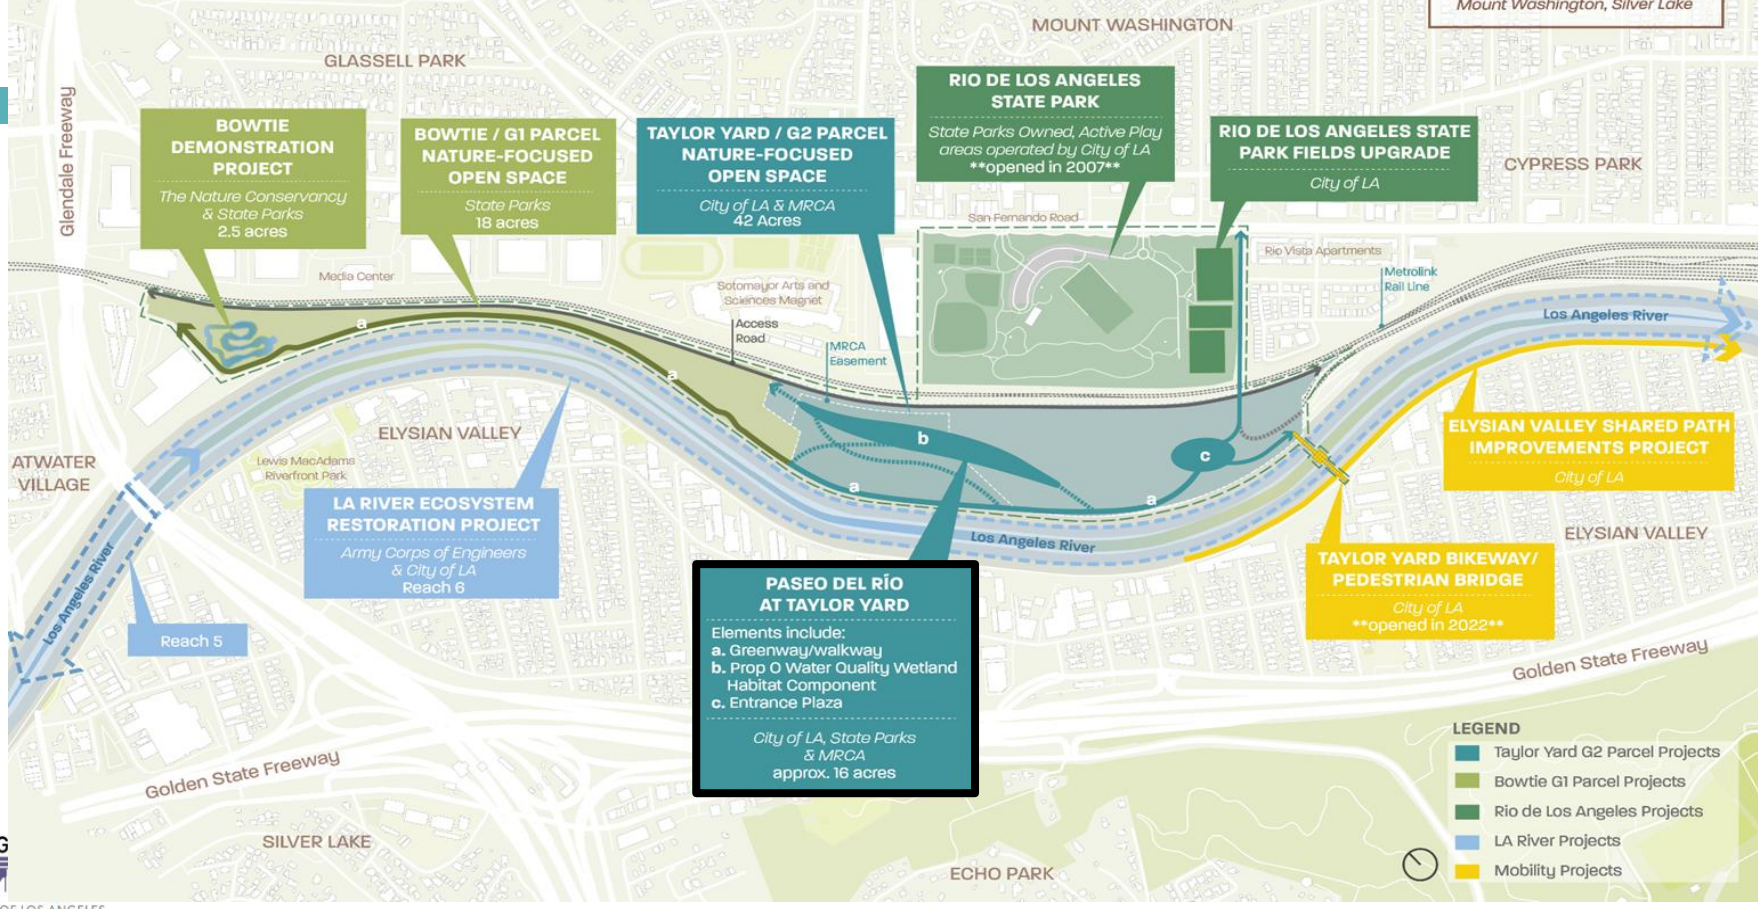 Mount Washington, Silver Lake
MOUNT WASHINGTON
GLASSELL PARK
Glendale Freeway
BOWTIE
DEMONSTRATION
PROJECT
The Nature Conservancy
& State Parks
2.5 acres
BOWTIE / G1 PARCEL
NATURE-FOCUSED
OPEN SPACE
State Parks
18 acres
TAYLOR YARD / G2 PARCEL
NATURE-FOCUSED
OPEN SPACE
City of LA & MRCA
42 Acres
RIO DE LOS ANGELES
STATE PARK
State Parks Owned, Active Play
areas operated by City of LA
**opened in 2007**
RIO DE LOS ANGELES STATE
PARK FIELDS UPGRADE
City of LA
CYPRESS PARK
San Fernando Road
Rio Vista Apartments
Media Center
Sotomayor Arts and
Sciences Magnet
Metrolink
Rail Line
Access
Road
MRCA
Easement
Los Angeles River
a
a
b
c
a
a
ELYSIAN VALLEY
Lewis MacAdams
Riverfront Park
ATWATER
VILLAGE
ELYSIAN VALLEY SHARED PATH
IMPROVEMENTS PROJECT
City of LA
LA RIVER ECOSYSTEM
RESTORATION PROJECT
Army Corps of Engineers
& City of LA
Reach 6
Los Angeles River
Los Angeles River
ELYSIAN VALLEY
TAYLOR YARD BIKEWAY/
PEDESTRIAN BRIDGE
City of LA
**opened in 2022**
Reach 5
PASEO DEL RÍO
AT TAYLOR YARD
Elements include:
a. Greenway/walkway
b. Prop O Water Quality Wetland
Habitat Component
c. Entrance Plaza
City of LA, State Parks
& MRCA
approx. 16 acres
Golden State Freeway
Golden State Freeway
SILVER LAKE
ECHO PARK
LEGEND
Taylor Yard G2 Parcel Projects
Bowtie G1 Parcel Projects
Rio de Los Angeles Projects
LA River Projects
Mobility Projects
G
OF LOS ANGELES